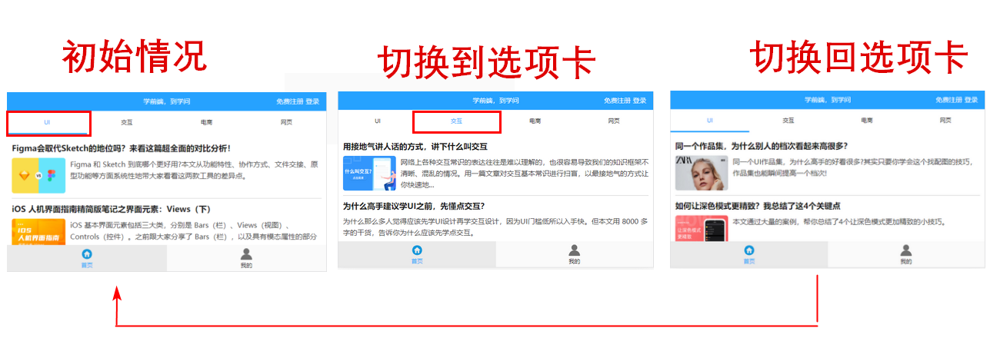 初始情况
切换到选项卡
切换回选项卡
学前端，到学问
免费注册 登录
UI
交互
电商
网页
Figma会取代Sketch的地位吗？来看这篇超全面的对比分析！
VS
Figma 和 Sketch 到底哪个更好用?本文从功能特性、协作方式、文件交接、原
型功能等方面系统性地带大家看看这两款工具的差异点。
iOS 人机界面指南精简版笔记之界面元素：Views（下）
iOS
人机界面指南
iOS 基本界面元素包括三大类，分别是 Bars（栏）、Views（视图）、
Controls（控件）。之前跟大家分享了 Bars（栏），以及具有模态属性的部分
首页
我的
学前端，到学问
免费注册 登录
UI
交互
电商
网页
用接地气讲人话的方式，讲下什么叫交互
什么叫交互?
网络上各种交互常识的表达往往是难以理解的，也很容易导致我们的知识框架不
清晰、混乱的情况。用一篇文章对交互基本常识进行扫盲，以最接地气的方式让
你快速地...
为什么高手建议学UI之前，先懂点交互？
为什么那么多人觉得应该先学UI设计再学交互设计，因为UI门槛低所以入手快。但本文用 8000 多
字的干货，告诉你为什么应该先学点交互。
首页
我的
学前端，到学问
免费注册 登录
UI
交互
电商
网页
同一个作品集，为什么别人的档次看起来高很多？
ZARA
同一个UI作品集，为什么高手的好看很多?其实只要你学会这个找配图的技巧，
作品集也能瞬间提高一个档次!
如何让深色模式更精致？我总结了这4个关键点
让深色模式
更精致
本文通过大量的案例，帮你总结了4个让深色模式更加精致的小技巧。
首页
我的